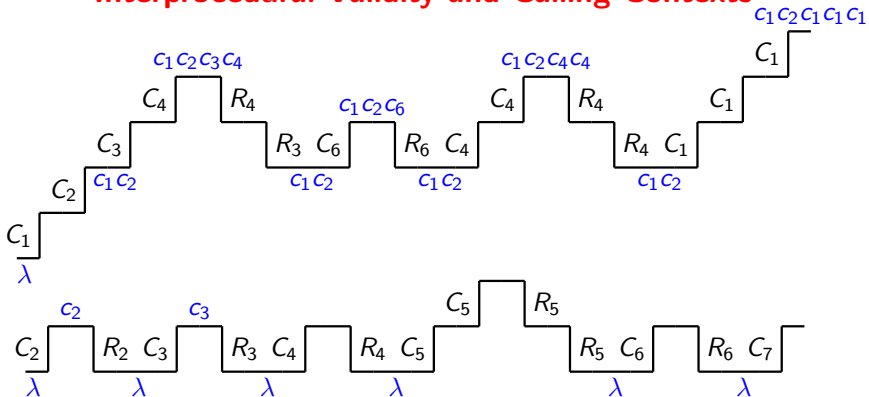 Interprocedural Validity and Calling Contexts
c₁c₂c₁c₁c₁
C₁
c₁c₂c₃c₄ c₁c₂c₄c₄
C₄ R₄ c₁c₂c₆ C₄ R₄ C₁
C₃ R₃ C₆ R₆ C₄ R₄ C₁
c₁c₂ c₁c₂ c₁c₂ c₁c₂
C₂
C₁
λ
C₅ R₅
c₂ c₃
C₂ R₂ C₃ R₃ C₄ R₄ C₅ R₅ C₆ R₆ C₇
λ λ λ λ λ λ